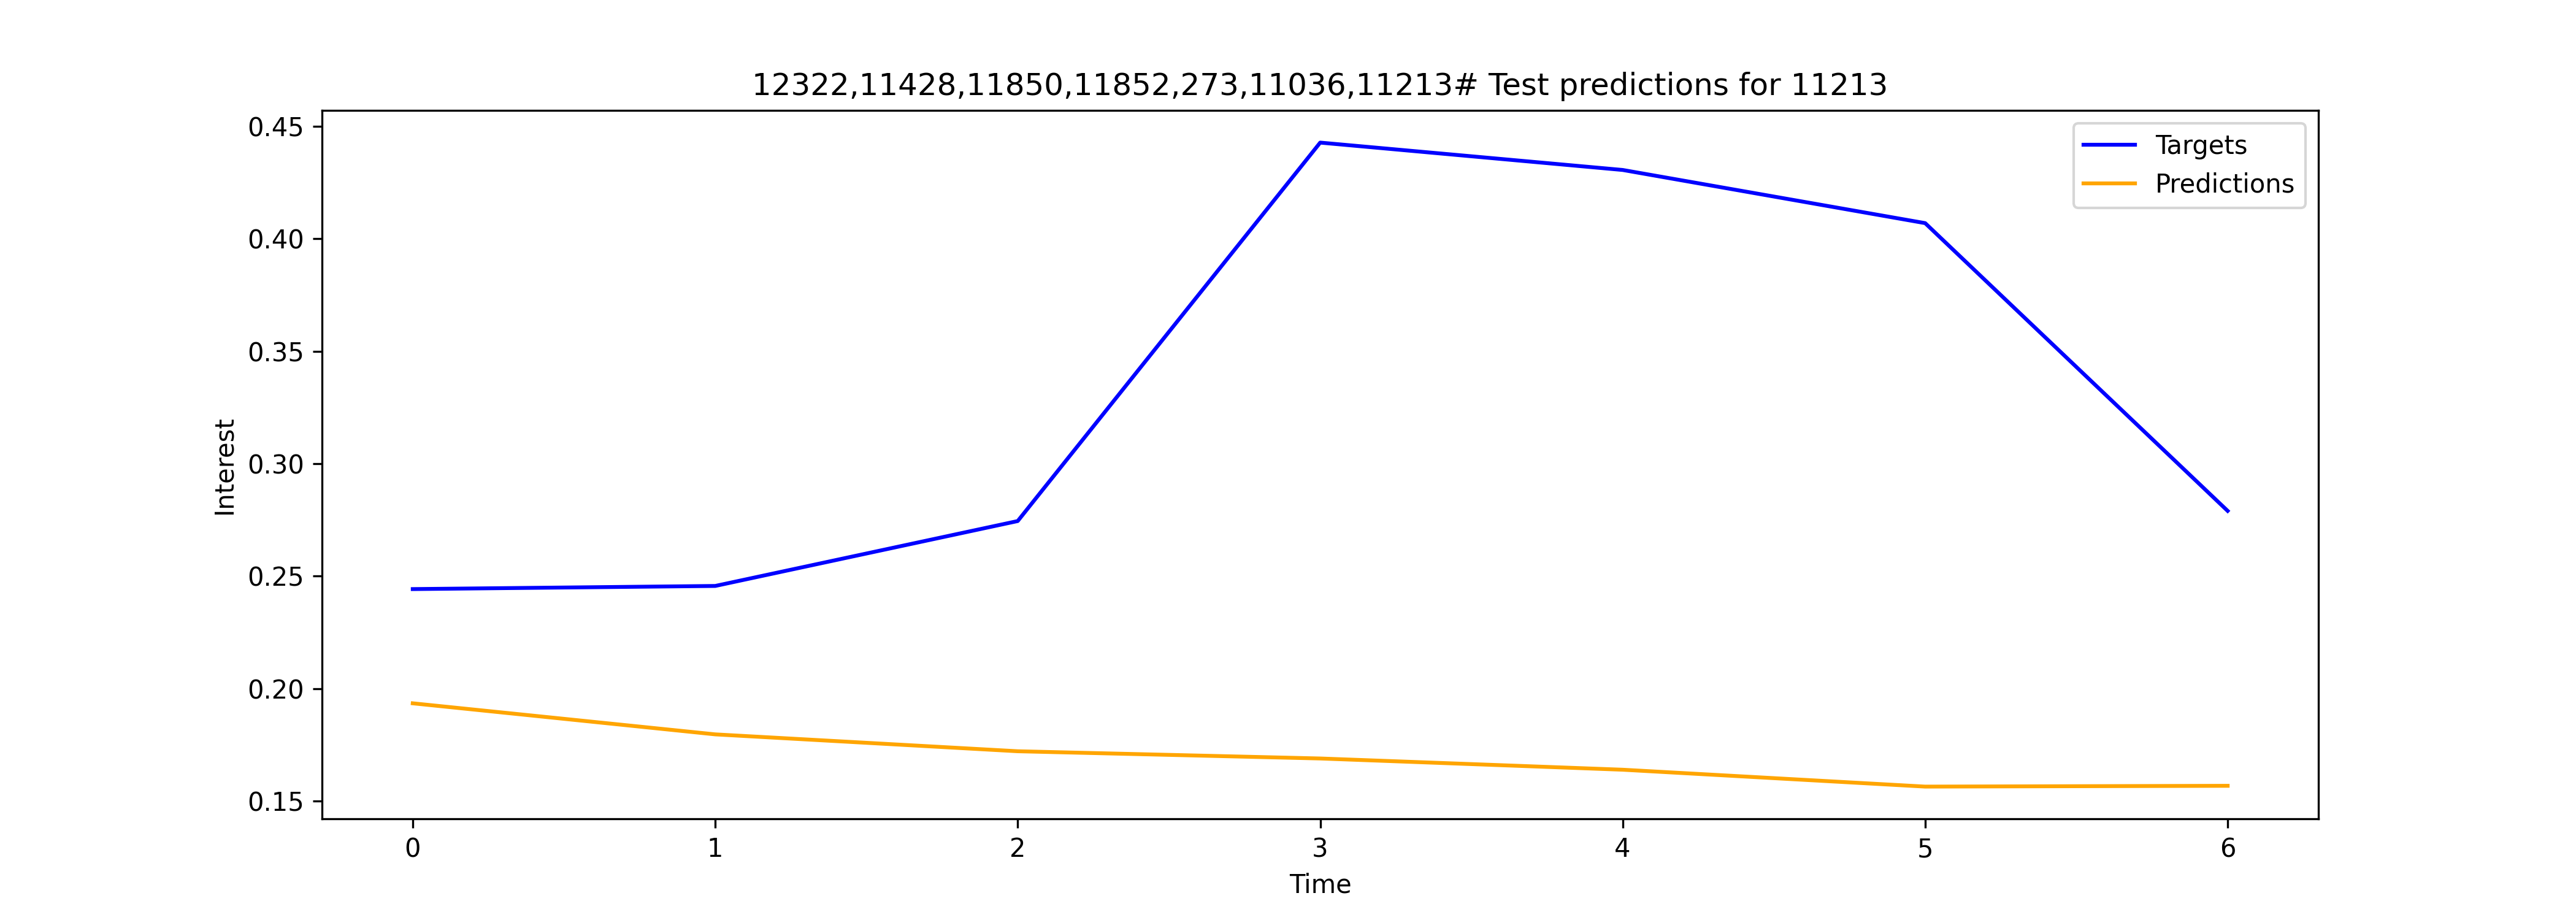 12322,11428,11850,11852,273,11036,11213# Test predictions for 11213
0.45
0.40
0.35
0.30
0.25
0.20
0.15
Interest
Targets
Predictions
0 1 2 3 4 5 6
Time